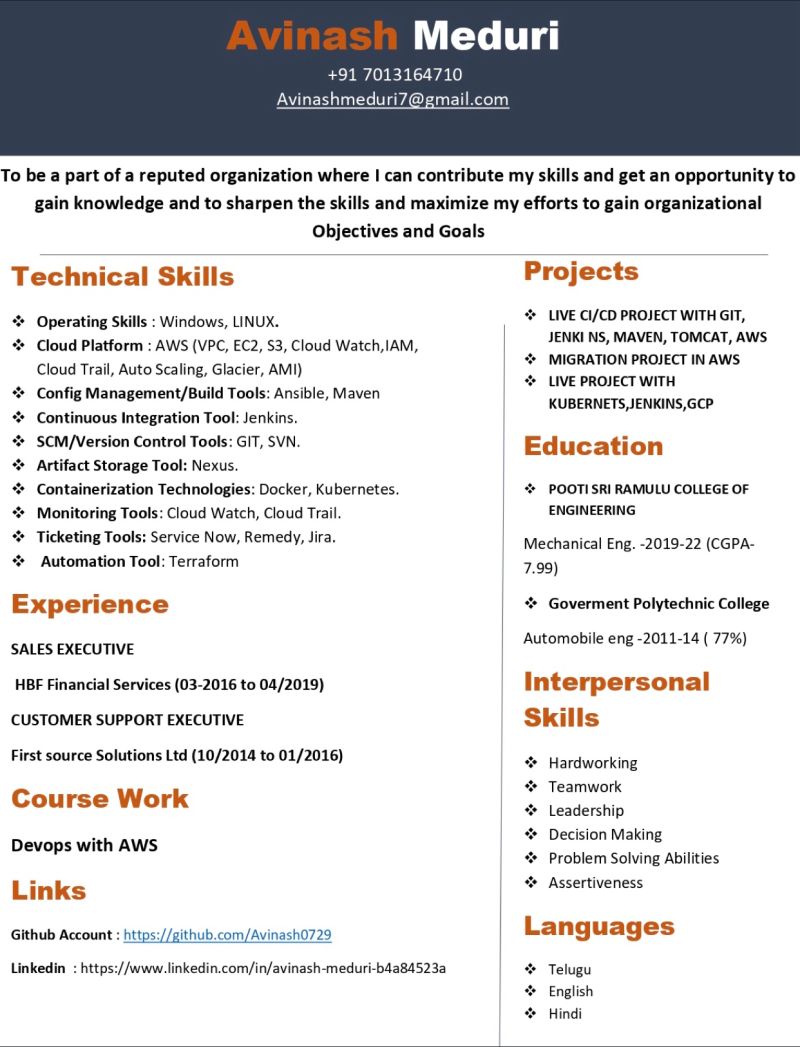 Avinash Meduri
+91 7013164710
Avinashmeduri7@gmail.com
To be a part of a reputed organization where I can contribute my skills and get an opportunity to
gain knowledge and to sharpen the skills and maximize my efforts to gain organizational
Objectives and Goals
Technical Skills
❖ Operating Skills : Windows, LINUX.
❖ Cloud Platform : AWS (VPC, EC2, S3, Cloud Watch,IAM,
Cloud Trail, Auto Scaling, Glacier, AMI)
❖ Config Management/Build Tools: Ansible, Maven
❖ Continuous Integration Tool: Jenkins.
❖ SCM/Version Control Tools: GIT, SVN.
❖ Artifact Storage Tool: Nexus.
❖ Containerization Technologies: Docker, Kubernetes.
❖ Monitoring Tools: Cloud Watch, Cloud Trail.
❖ Ticketing Tools: Service Now, Remedy, Jira.
❖ Automation Tool: Terraform
Experience
SALES EXECUTIVE
HBF Financial Services (03-2016 to 04/2019)
CUSTOMER SUPPORT EXECUTIVE
First source Solutions Ltd (10/2014 to 01/2016)
Course Work
Devops with AWS
Links
Github Account : https://github.com/Avinash0729
Linkedin : https://www.linkedin.com/in/avinash-meduri-b4a84523a
Projects
❖ LIVE CI/CD PROJECT WITH GIT,
JENKI NS, MAVEN, TOMCAT, AWS
❖ MIGRATION PROJECT IN AWS
❖ LIVE PROJECT WITH
KUBERNETS,JENKINS,GCP
Education
❖ POOTI SRI RAMULU COLLEGE OF
ENGINEERING
Mechanical Eng. -2019-22 (CGPA-
7.99)
❖ Goverment Polytechnic College
Automobile eng -2011-14 ( 77%)
Interpersonal
Skills
❖ Hardworking
❖ Teamwork
❖ Leadership
❖ Decision Making
❖ Problem Solving Abilities
❖ Assertiveness
Languages
❖ Telugu
❖ English
❖ Hindi